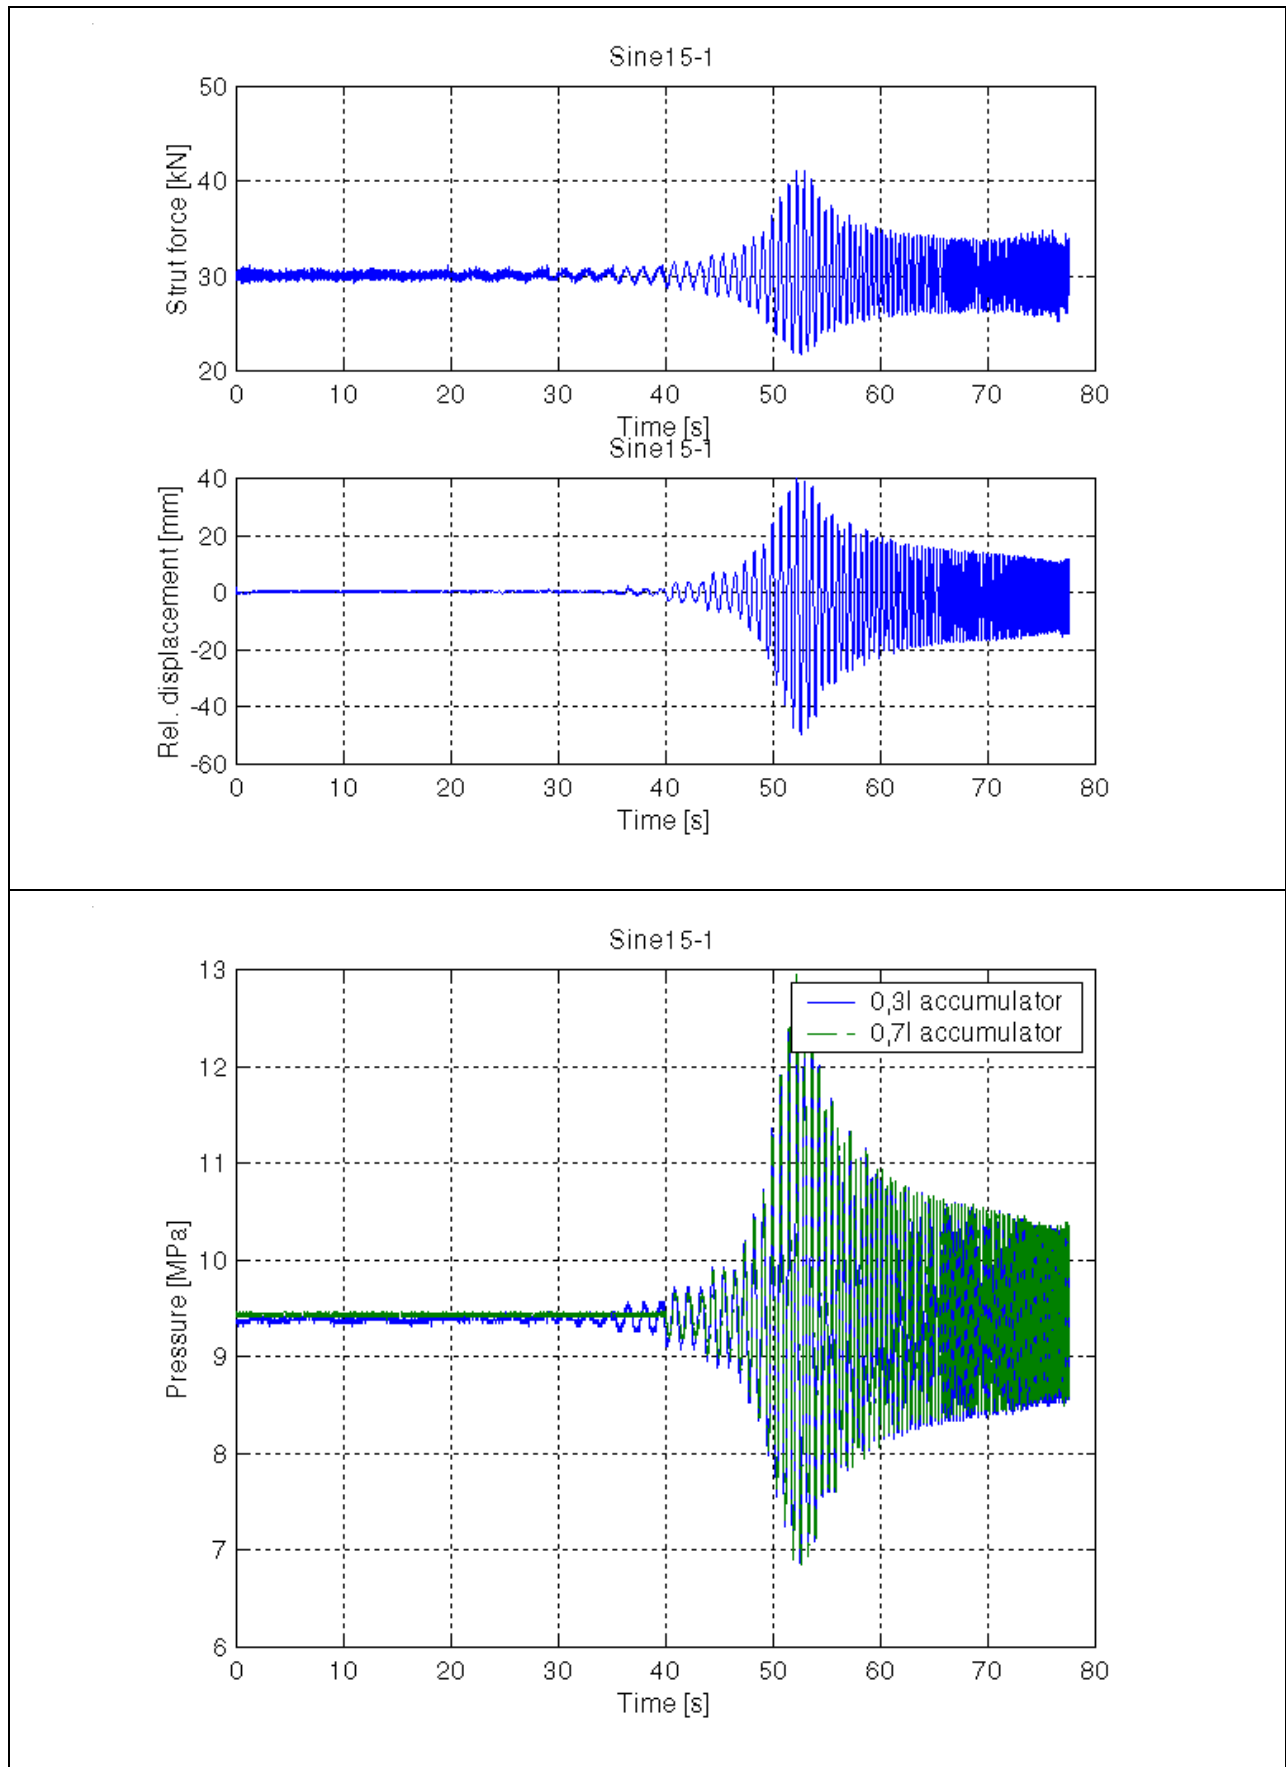 Sine15-1
Strut force [kN]
50
40
30
20
0 10 20 30 40 50 60 70 80
Time [s]
Sine15-1
Rel. displacement [mm]
40
20
0
-20
-40
-60
0 10 20 30 40 50 60 70 80
Time [s]
Sine15-1
0,3l accumulator
0,7l accumulator
Pressure [MPa]
13
12
11
10
9
8
7
6
0 10 20 30 40 50 60 70 80
Time [s]